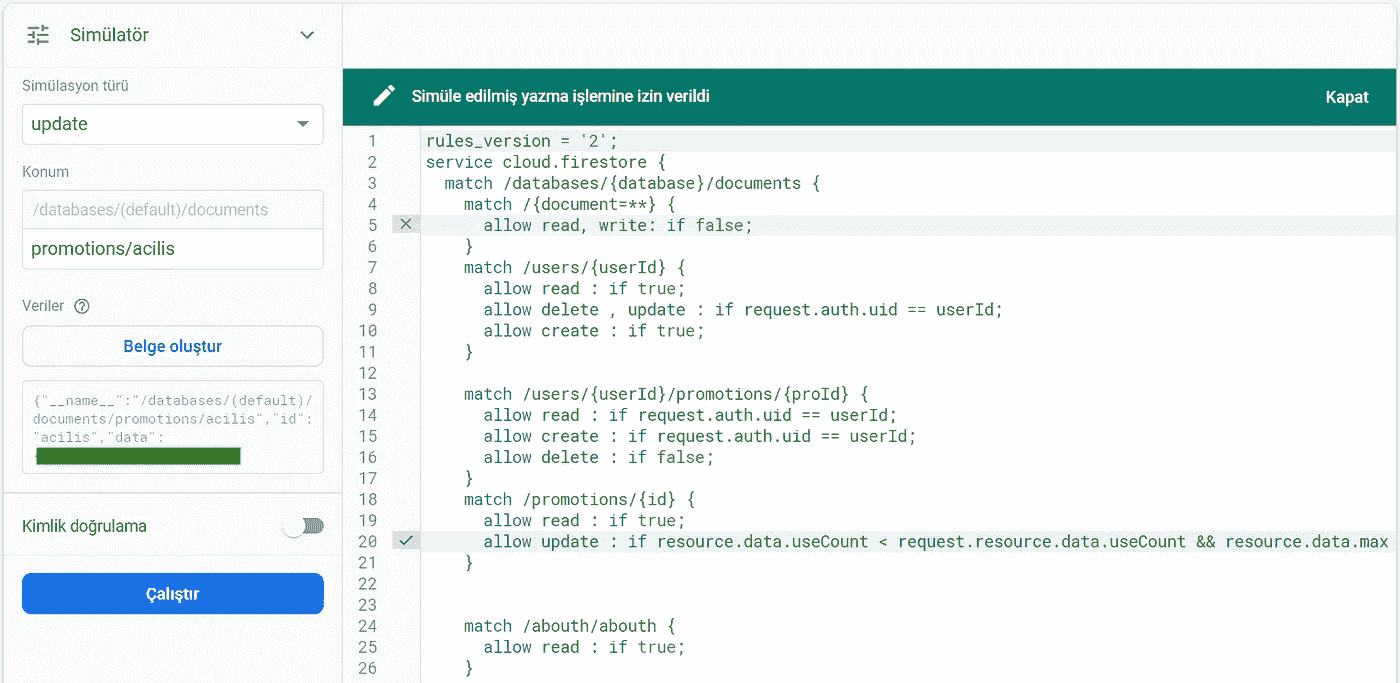 Simülatör
Simülasyon türü
update
Konum
/databases/(default)/documents
promotions/acilis
Veriler
Belge oluştur
{"__name__":"/databases/(default)/
documents/promotions/acilis","id":
"acilis","data":
Kimlik doğrulama
Çalıştır
Simüle edilmiş yazma işlemine izin verildi
Kapat
1 rules_version = '2';
2 service cloud.firestore {
3 match /databases/{database}/documents {
4 match /{document=**} {
5 allow read, write: if false;
6 }
7 match /users/{userId} {
8 allow read : if true;
9 allow delete , update : if request.auth.uid == userId;
10 allow create : if true;
11 }
12
13 match /users/{userId}/promotions/{proId} {
14 allow read : if request.auth.uid == userId;
15 allow create : if request.auth.uid == userId;
16 allow delete : if false;
17 }
18 match /promotions/{id} {
19 allow read : if true;
20 allow update : if resource.data.useCount < request.resource.data.useCount && resource.data.max
21 }
22
23
24 match /abouth/abouth {
25 allow read : if true;
26 }